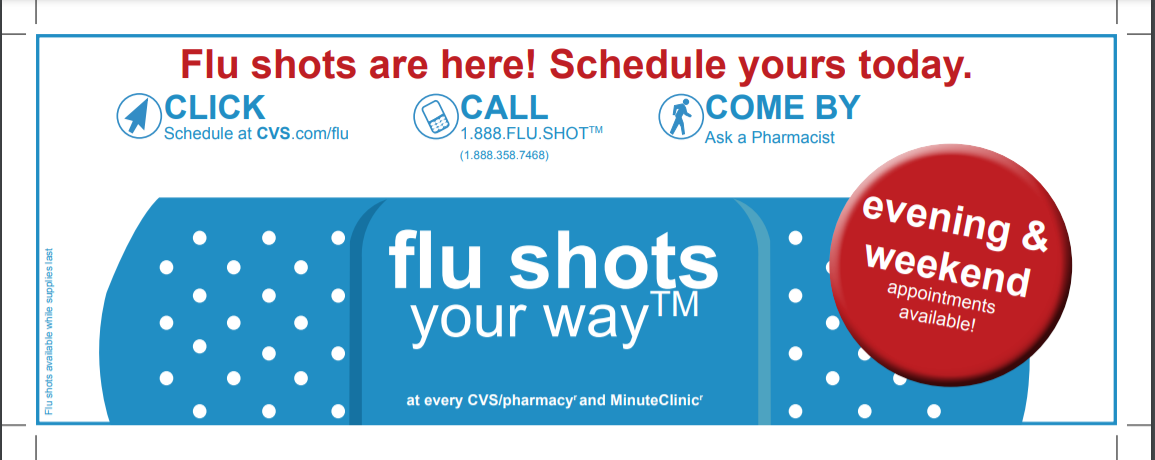 Flu shots are here! Schedule yours today.
CLICK
Schedule at CVS.com/flu
CALL
1.888.FLU.SHOT™
(1.888.358.7468)
COME BY
Ask a Pharmacist
evening &
weekend
appointments
available!
flu shots
your way™
at every CVS/pharmacyʳ and MinuteClinicʳ
Flu shots available while supplies last